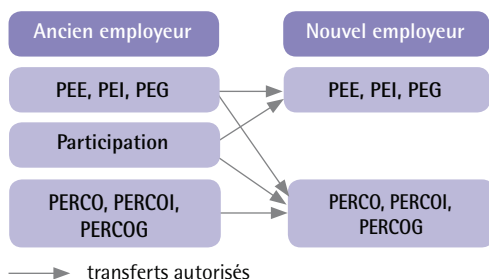 Ancien employeur
Nouvel employeur
PEE, PEI, PEG
PEE, PEI, PEG
Participation
PERCO, PERCOI,
PERCOG
PERCO, PERCOI,
PERCOG
transferts autorisés